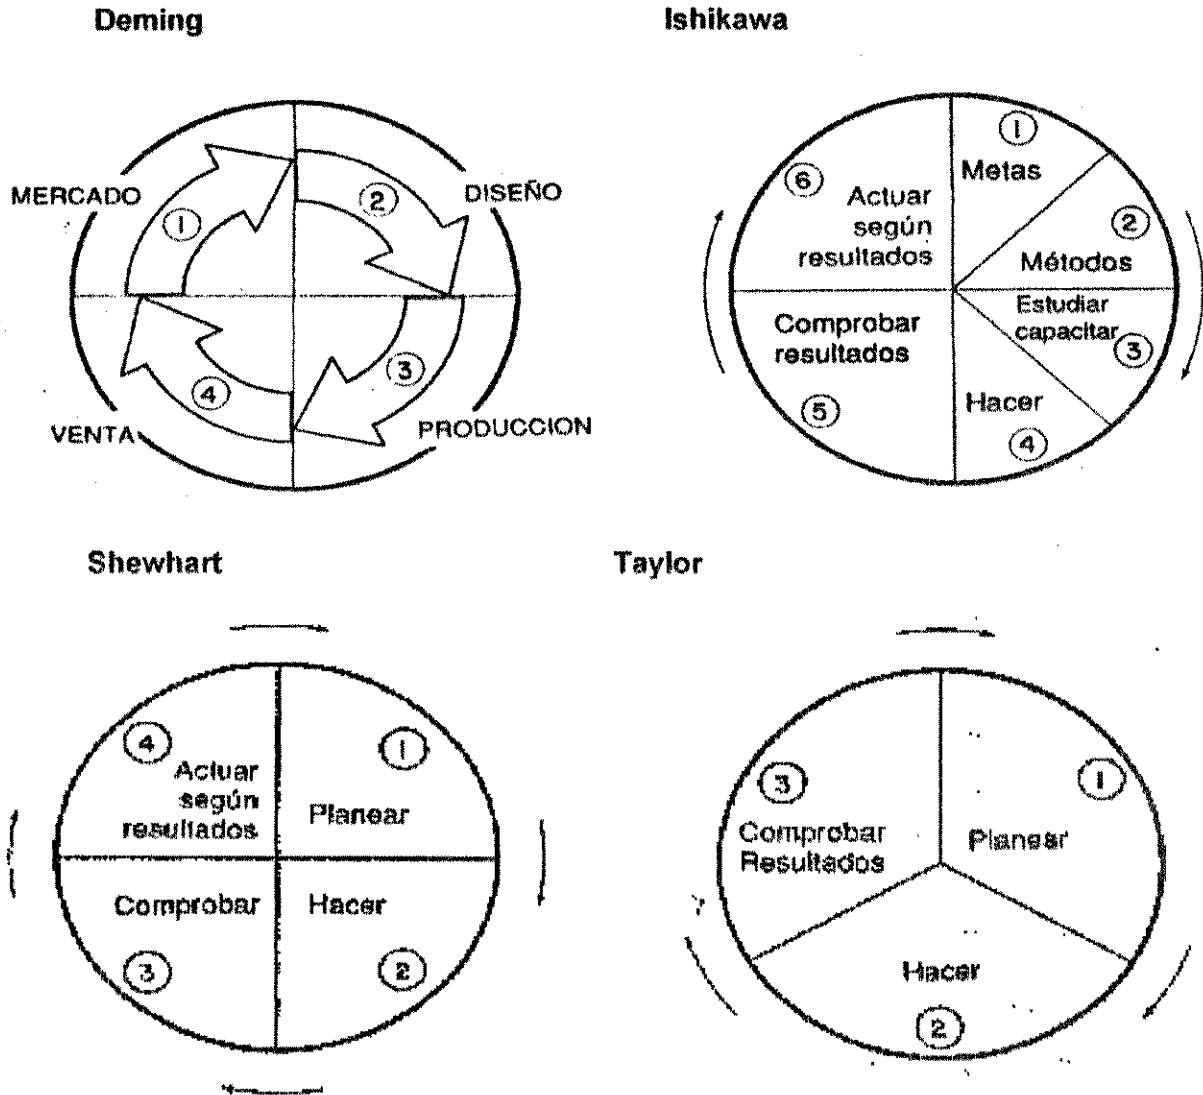 Deming
MERCADO
1
2
DISEÑO
4
3
VENTA
PRODUCCION
Ishikawa
1
Metas
6
Actuar
según
resultados
2
Métodos
Estudiar
capacitar
3
Comprobar
resultados
5
Hacer
4
Shewhart
4
Actuar
según
resultados
1
Planear
Comprobar
3
Hacer
2
Taylor
3
Comprobar
Resultados
1
Planear
Hacer
2